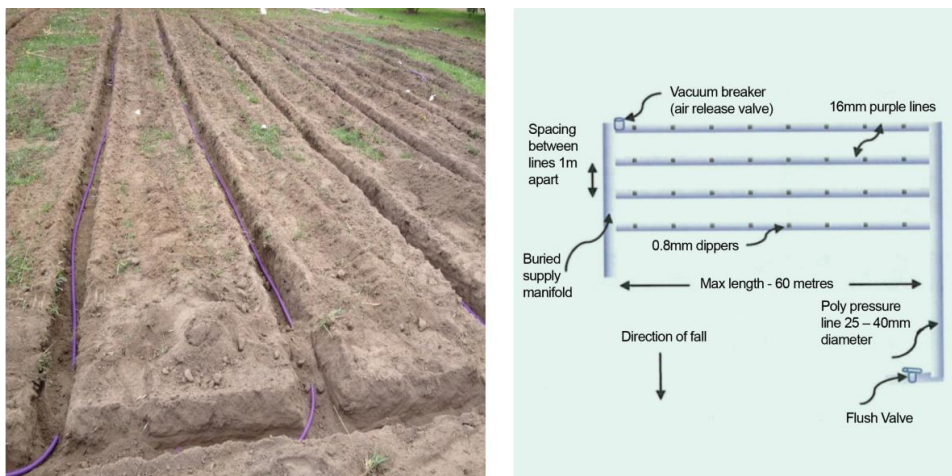 Vacuum breaker
(air release valve)
16mm purple lines
Spacing
between
lines 1m
apart
0.8mm dippers
Buried
supply
manifold
Max length - 60 metres
Poly pressure
line 25 – 40mm
diameter
Direction of fall
Flush Valve